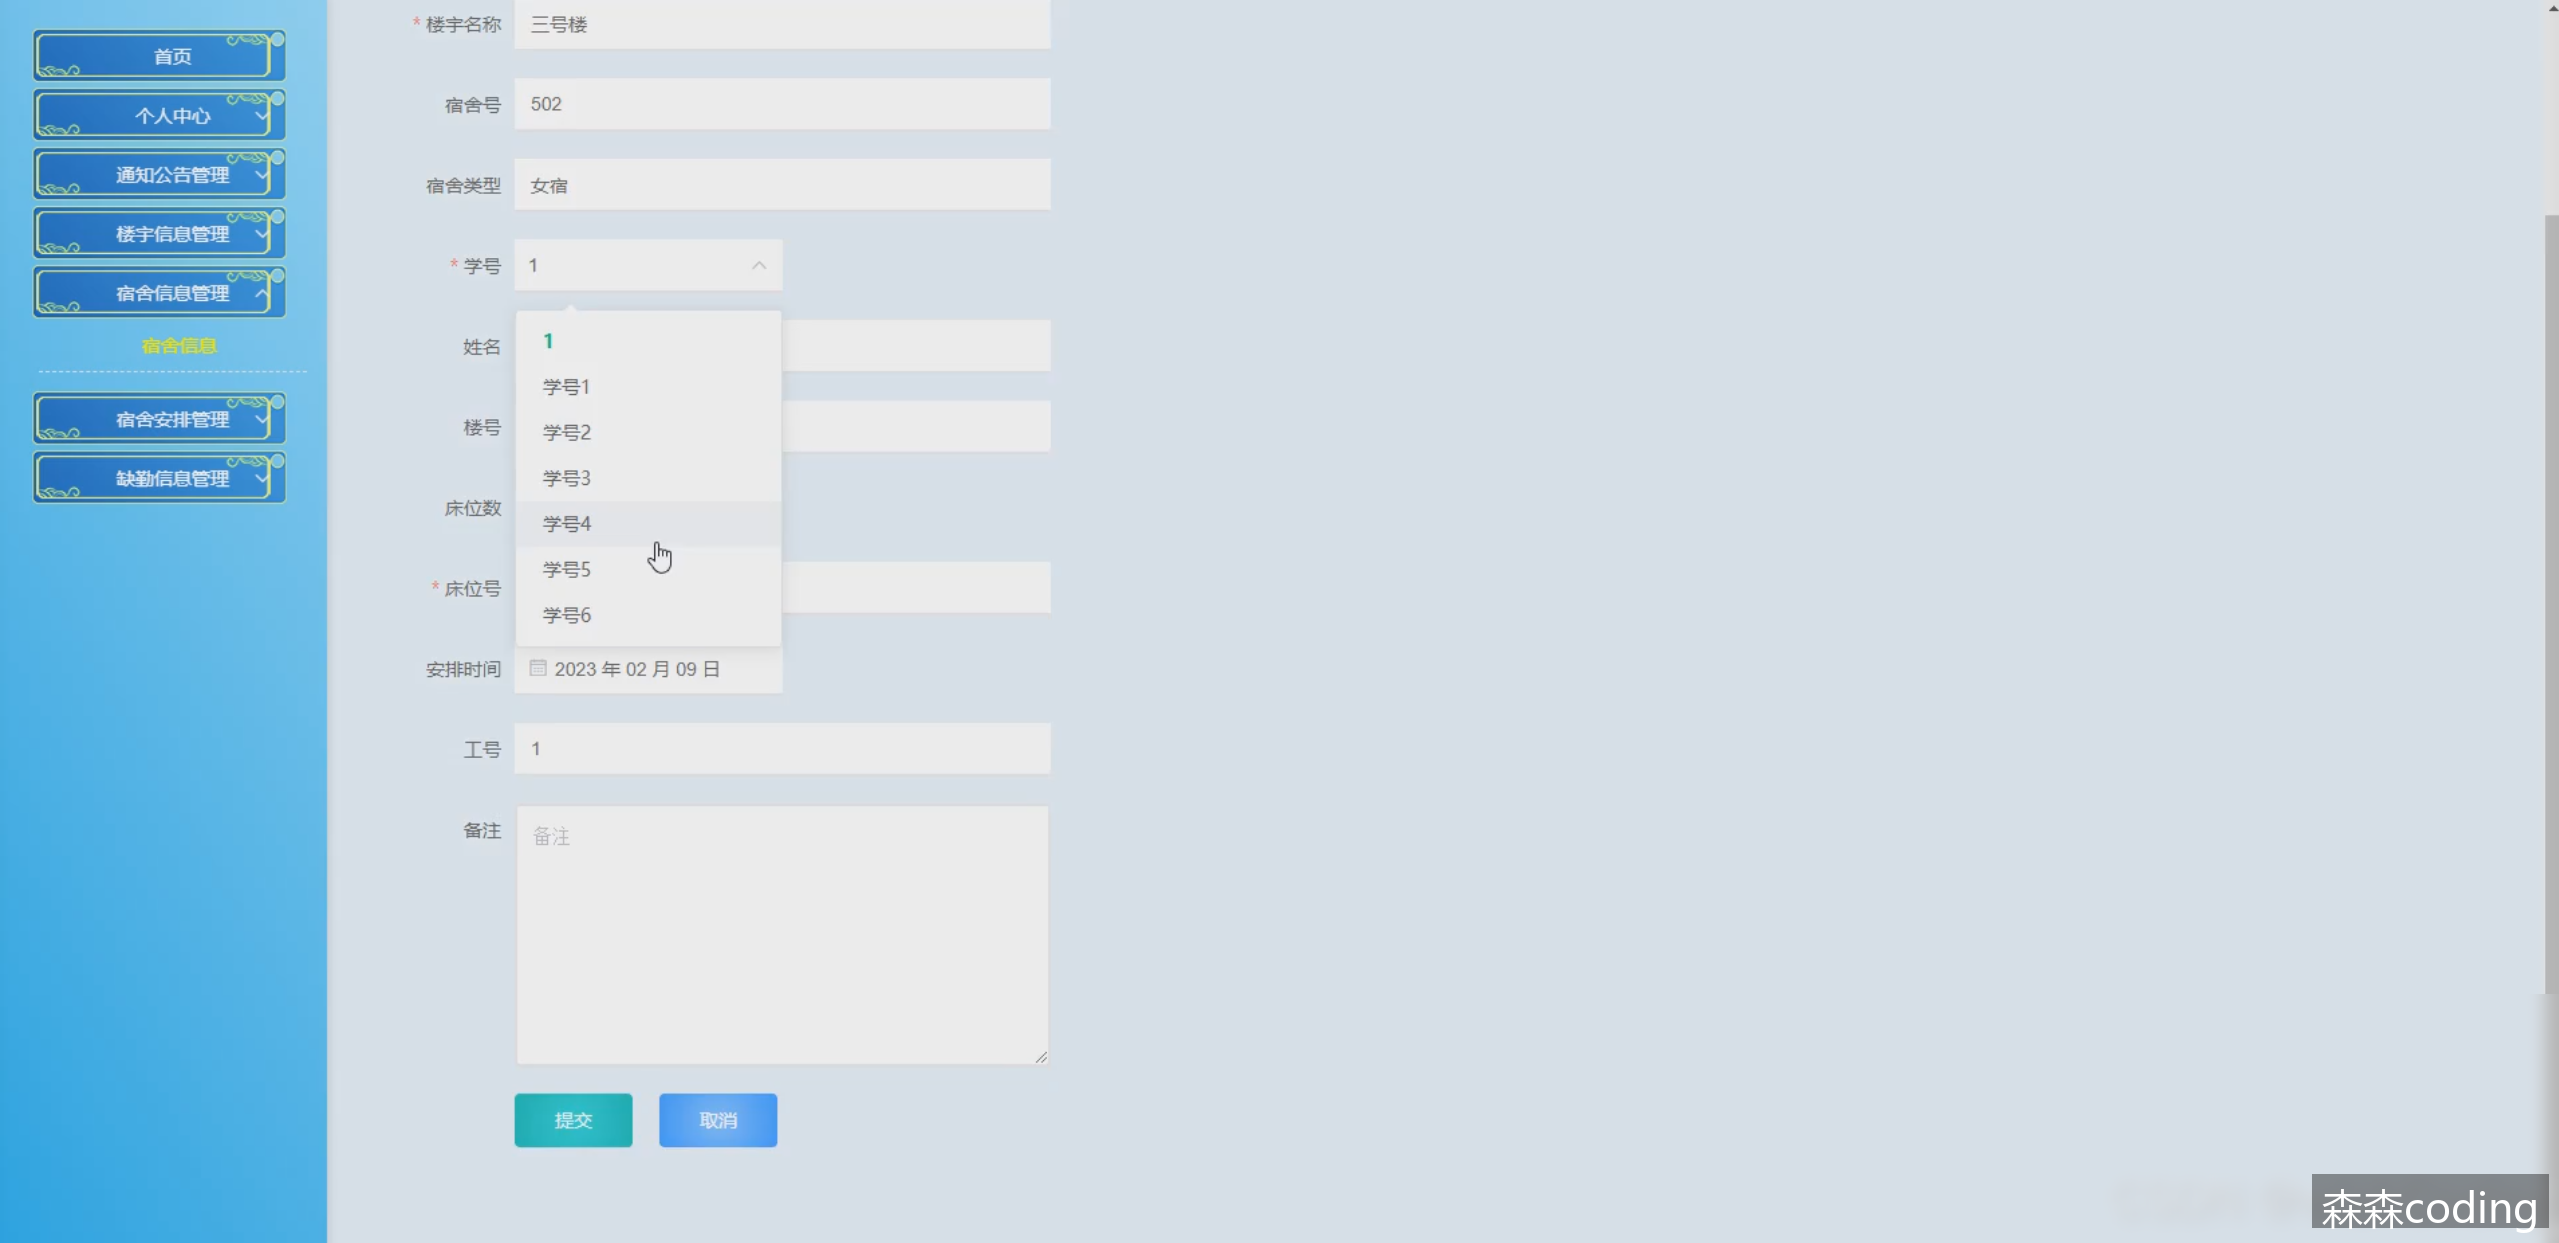 首页
个人中心
通知公告管理
楼宇信息管理
宿舍信息管理
宿舍信息
宿舍安排管理
缺勤信息管理
* 楼宇名称 三号楼
宿舍号 502
宿舍类型 女宿
* 学号 1
1
学号1
学号2
学号3
学号4
学号5
学号6
姓名
楼号
床位数
* 床位号
安排时间 2023 年 02 月 09 日
工号 1
备注 备注
提交 取消
森森coding